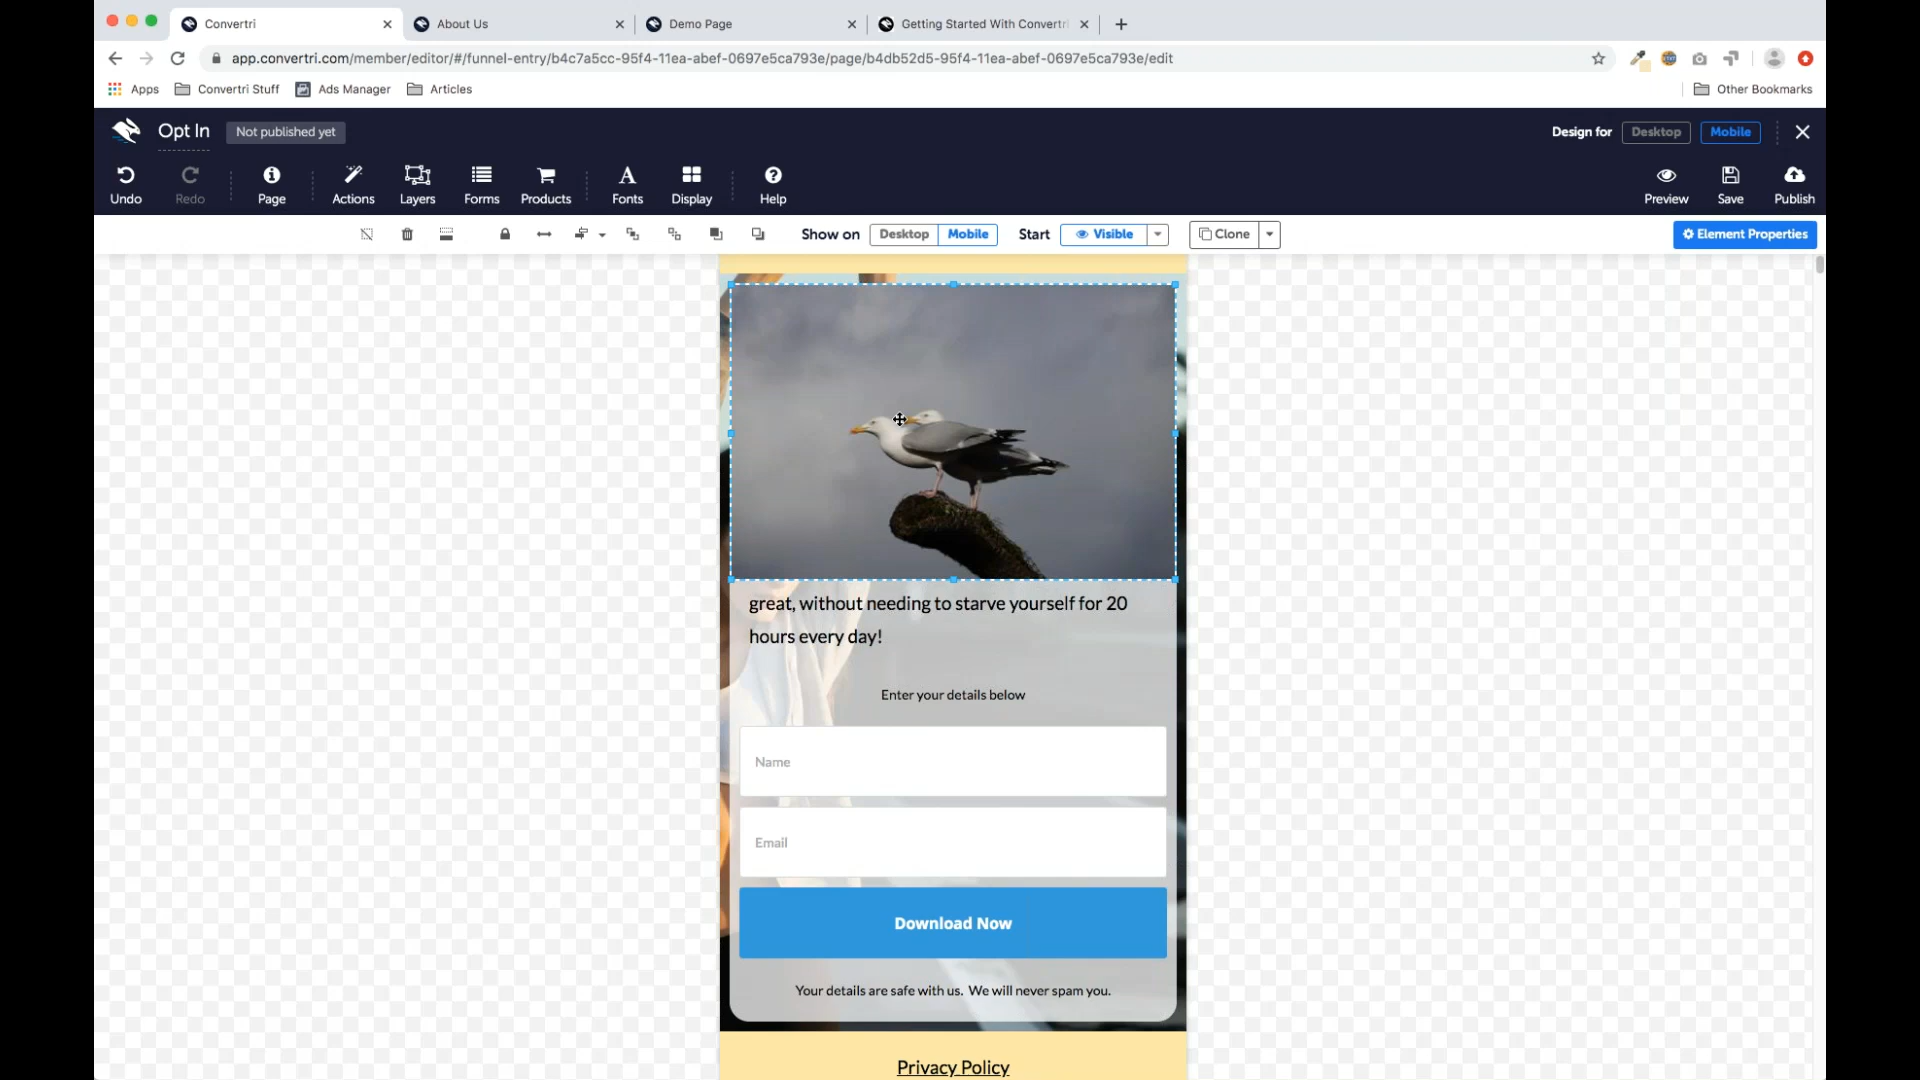 Convertri
About Us
Demo Page
Getting Started With Convertri
app.convertri.com/member/editor/#/funnel-entry/b4c7a5cc-95f4-11ea-abef-0697e5ca793e/page/b4db52d5-95f4-11ea-abef-0697e5ca793e/edit
Apps
Convertri Stuff
Ads Manager
Articles
Other Bookmarks
Opt In
Not published yet
Design for
Desktop
Mobile
Undo
Redo
Page
Actions
Layers
Forms
Products
Fonts
Display
Help
Preview
Save
Publish
Show on
Desktop
Mobile
Start
Visible
Clone
Element Properties
great, without needing to starve yourself for 20
hours every day!
Enter your details below
Name
Email
Download Now
Your details are safe with us. We will never spam you.
Privacy Policy